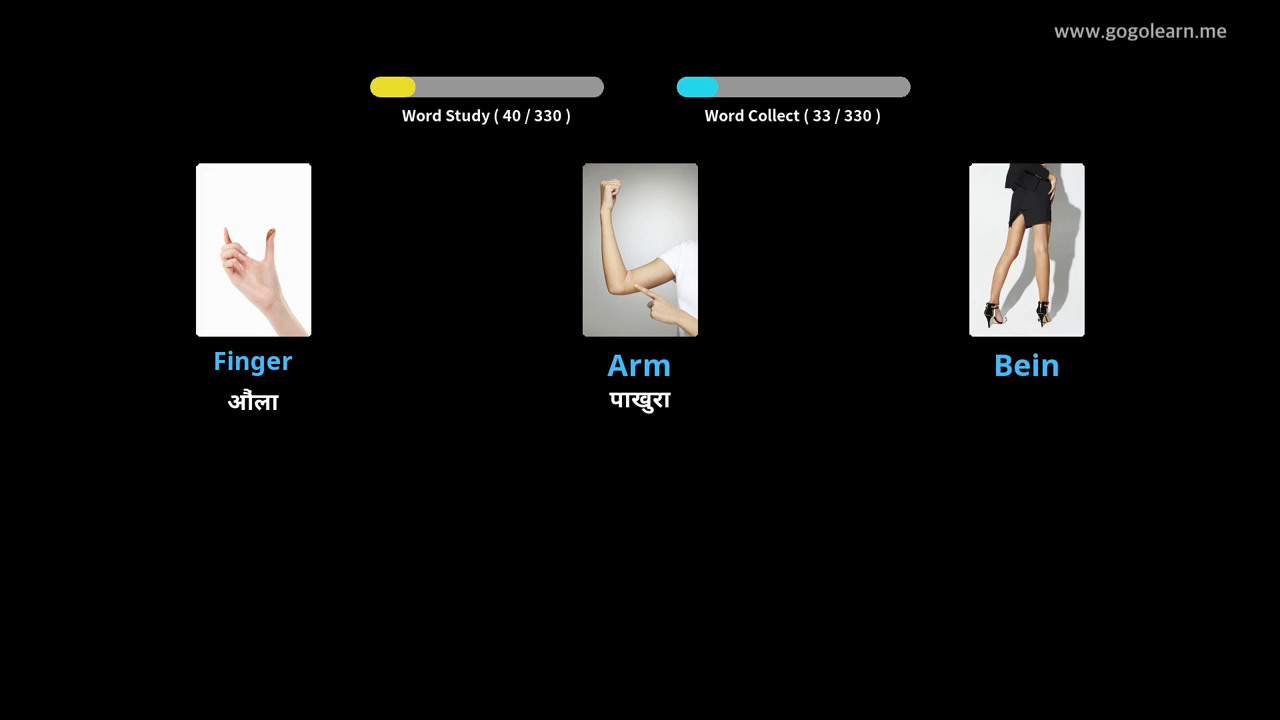 www.gogolearn.me
Word Study ( 40 / 330 )
Word Collect ( 33 / 330 )
Finger
Arm
Bein
औंला
पाखुरा